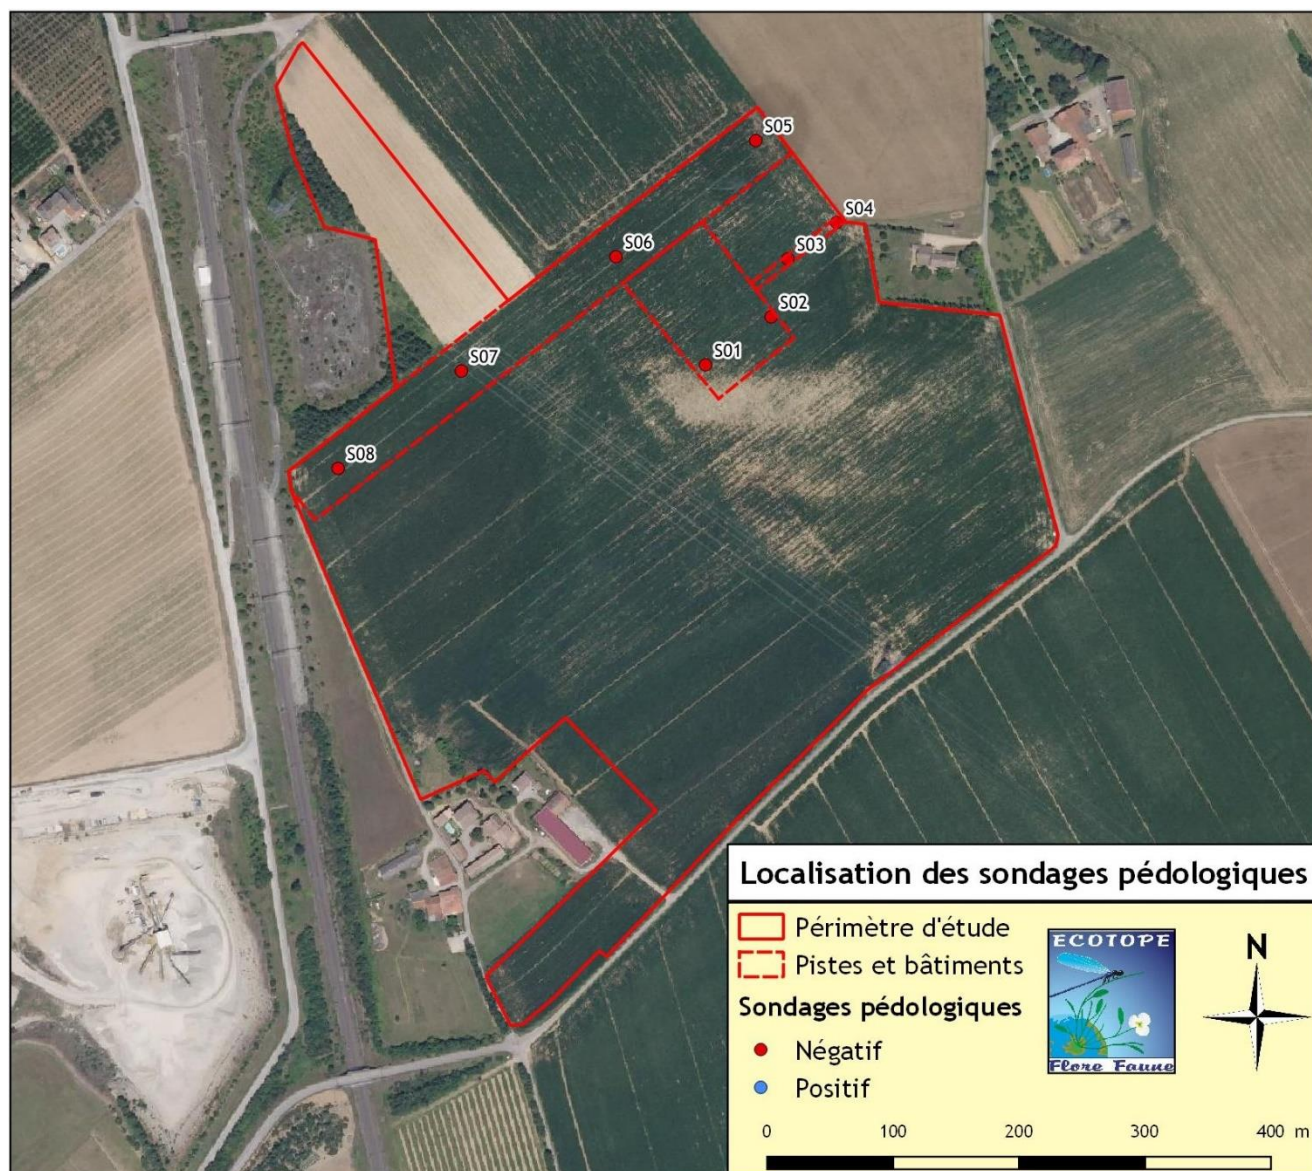 S05
S04
S06
S03
S02
S01
S07
S08
Localisation des sondages pédologiques
Périmètre d'étude
Pistes et bâtiments
Sondages pédologiques
Négatif
Positif
ECOTOPE
Flore Faune
N
0 100 200 300 400 m